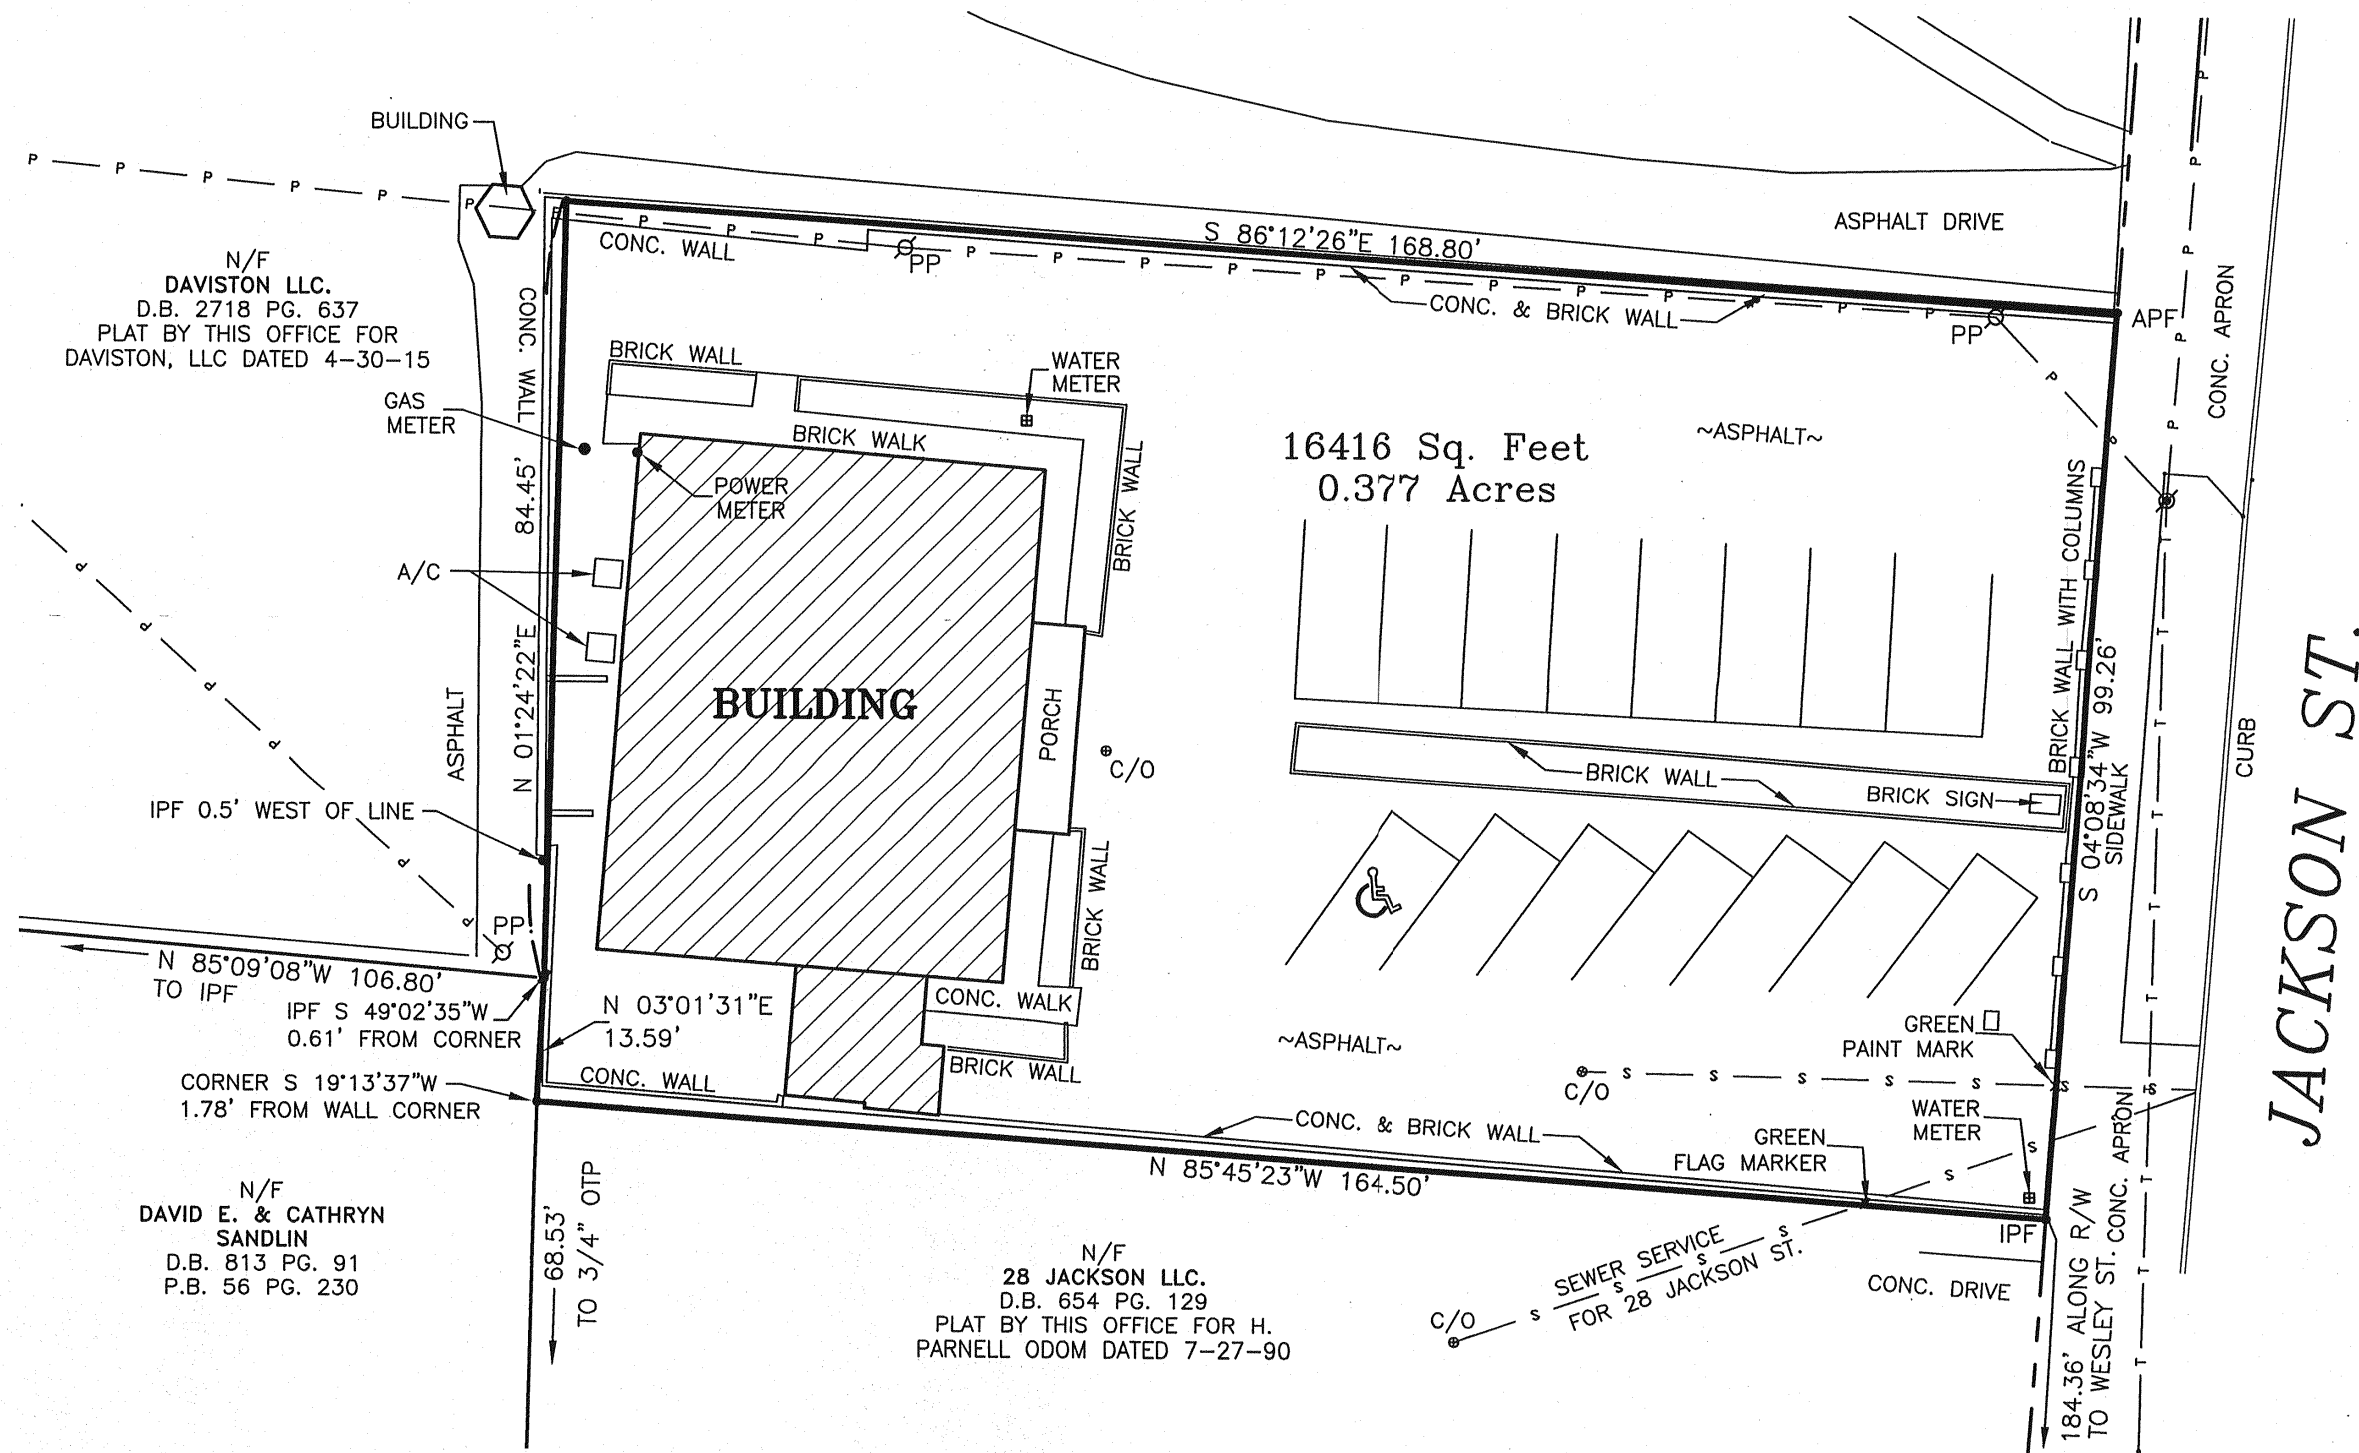 BUILDING
N/F
DAVISTON LLC.
D.B. 2718 PG. 637
PLAT BY THIS OFFICE FOR
DAVISTON, LLC DATED 4-30-15
CONC. WALL
PP
S 86°12'26"E 168.80'
ASPHALT DRIVE
CONC. & BRICK WALL
PP
APF
CONC. APRON
CONC. WALL
84.45'
N 01°24'22"E
GAS
METER
BRICK WALL
WATER
METER
BRICK WALK
BRICK WALL
POWER
METER
A/C
16416 Sq. Feet
0.377 Acres
~ASPHALT~
BRICK WALL WITH COLUMNS
S 04°08'34"W 99.26'
SIDEWALK
CURB
JACKSON ST.
BUILDING
PORCH
C/O
ASPHALT
BRICK WALL
BRICK SIGN
IPF 0.5' WEST OF LINE
BRICK WALL
PP
N 85°09'08"W 106.80'
TO IPF
IPF S 49°02'35"W
0.61' FROM CORNER
N 03°01'31"E
13.59'
CONC. WALK
BRICK WALL
~ASPHALT~
GREEN
PAINT MARK
C/O
CORNER S 19°13'37"W
1.78' FROM WALL CORNER
CONC. WALL
CONC. & BRICK WALL
N 85°45'23"W 164.50'
GREEN
FLAG MARKER
WATER
METER
CONC. APRON
IPF
CONC. DRIVE
184.36' ALONG R/W
TO WESLEY ST.
N/F
DAVID E. & CATHRYN
SANDLIN
D.B. 813 PG. 91
P.B. 56 PG. 230
68.53'
TO 3/4" OTP
N/F
28 JACKSON LLC.
D.B. 654 PG. 129
PLAT BY THIS OFFICE FOR H.
PARNELL ODOM DATED 7-27-90
C/O
SEWER SERVICE
FOR 28 JACKSON ST.